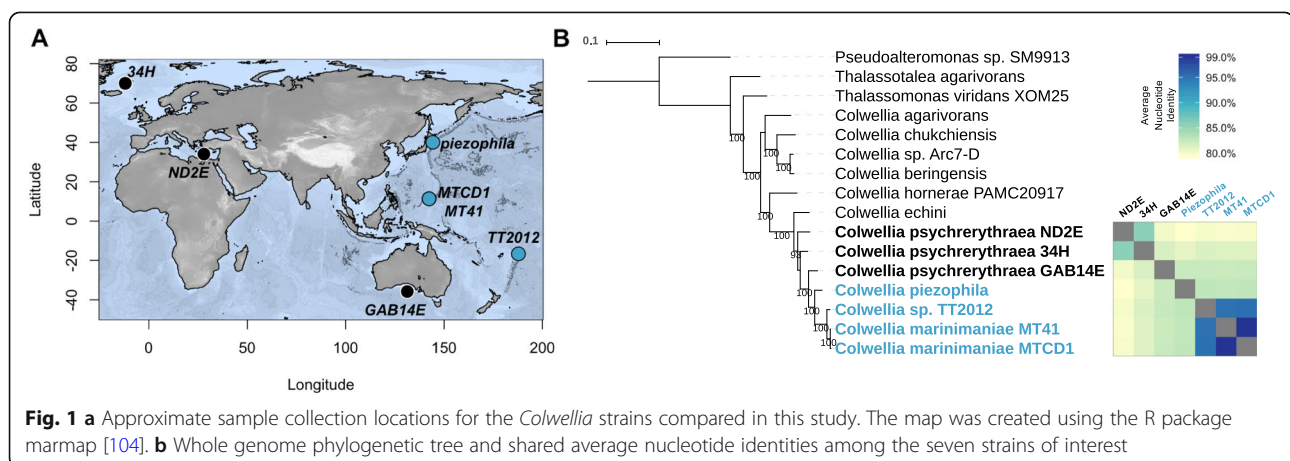 A
80
60
40
20
0
-20
-40
Latitude
34H
ND2E
piezophila
MTCD1
MT41
TT2012
GAB14E
0
50
100
150
200
Longitude
B
0.1
Pseudoalteromonas sp. SM9913
Thalassotalea agarivorans
Thalassomonas viridans XOM25
Colwellia agarivorans
Colwellia chukchiensis
Colwellia sp. Arc7-D
Colwellia beringensis
Colwellia hornerae PAMC20917
Colwellia echini
Colwellia psychrerythraea ND2E
Colwellia psychrerythraea 34H
Colwellia psychrerythraea GAB14E
Colwellia piezophila
Colwellia sp. TT2012
Colwellia marinimaniae MT41
Colwellia marinimaniae MTCD1
100
100
100
100
100
100
100
100
100
100
100
Average
Nucleotide
Identity
99.0%
95.0%
90.0%
85.0%
80.0%
ND2E
34H
GAB14E
Piezophila
TT2012
MT41
MTCD1
Fig. 1 a Approximate sample collection locations for the Colwellia strains compared in this study. The map was created using the R package
marmap [104]. b Whole genome phylogenetic tree and shared average nucleotide identities among the seven strains of interest